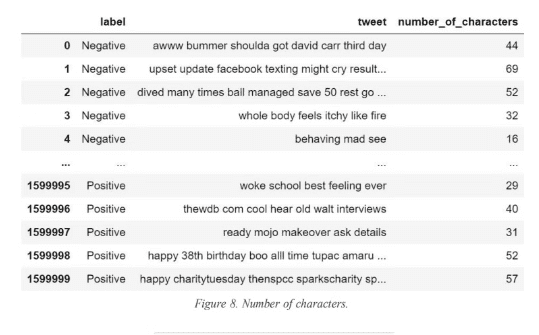 label tweet number_of_characters
0 Negative awww bummer shoulda got david carr third day 44
1 Negative upset update facebook texting might cry result... 69
2 Negative dived many times ball managed save 50 rest go ... 52
3 Negative whole body feels itchy like fire 32
4 Negative behaving mad see 16
... ... ... ...
1599995 Positive woke school best feeling ever 29
1599996 Positive thewdb com cool hear old walt interviews 40
1599997 Positive ready mojo makeover ask details 31
1599998 Positive happy 38th birthday boo alll time tupac amaru ... 52
1599999 Positive happy charitytuesday thenspcc sparkscharity sp... 57
Figure 8. Number of characters.